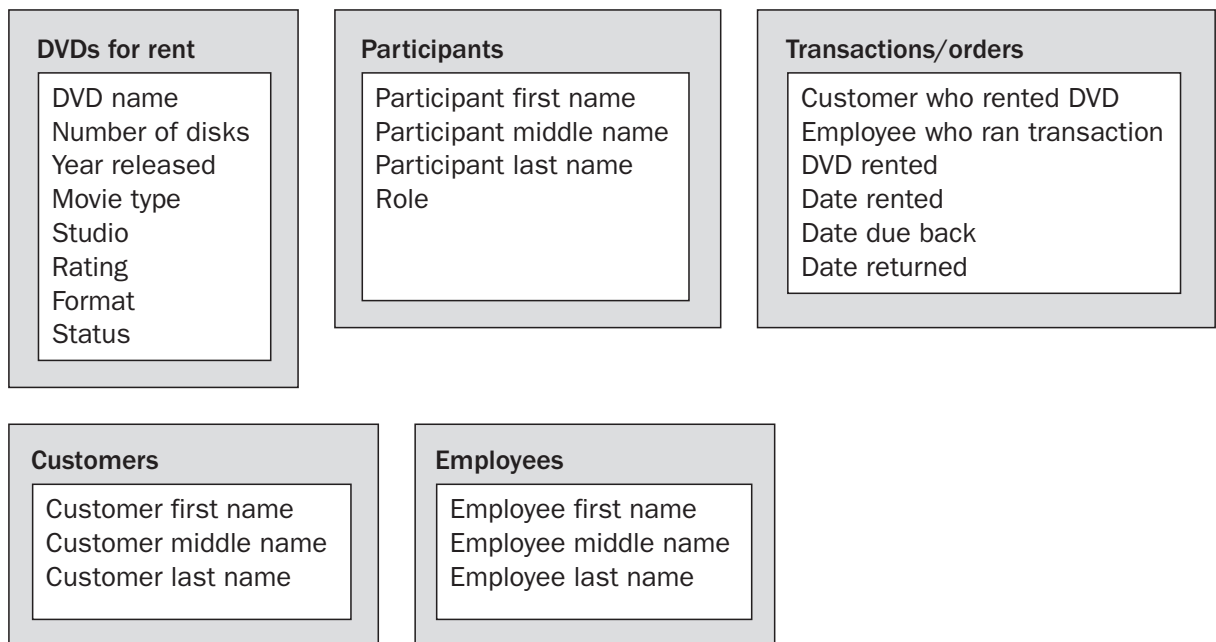 DVDs for rent
DVD name
Number of disks
Year released
Movie type
Studio
Rating
Format
Status
Participants
Participant first name
Participant middle name
Participant last name
Role
Transactions/orders
Customer who rented DVD
Employee who ran transaction
DVD rented
Date rented
Date due back
Date returned
Customers
Customer first name
Customer middle name
Customer last name
Employees
Employee first name
Employee middle name
Employee last name